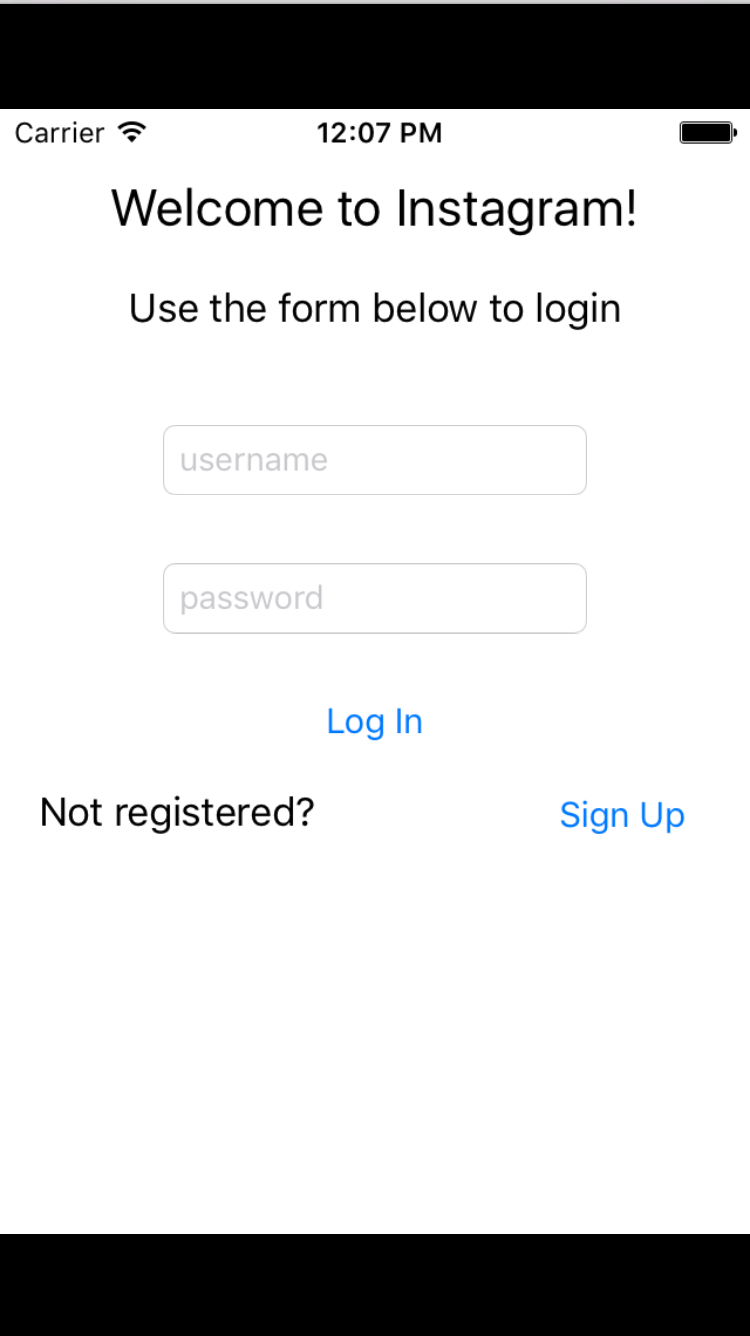 Carrier 12:07 PM
Welcome to Instagram!
Use the form below to login
username
password
Log In
Not registered? Sign Up